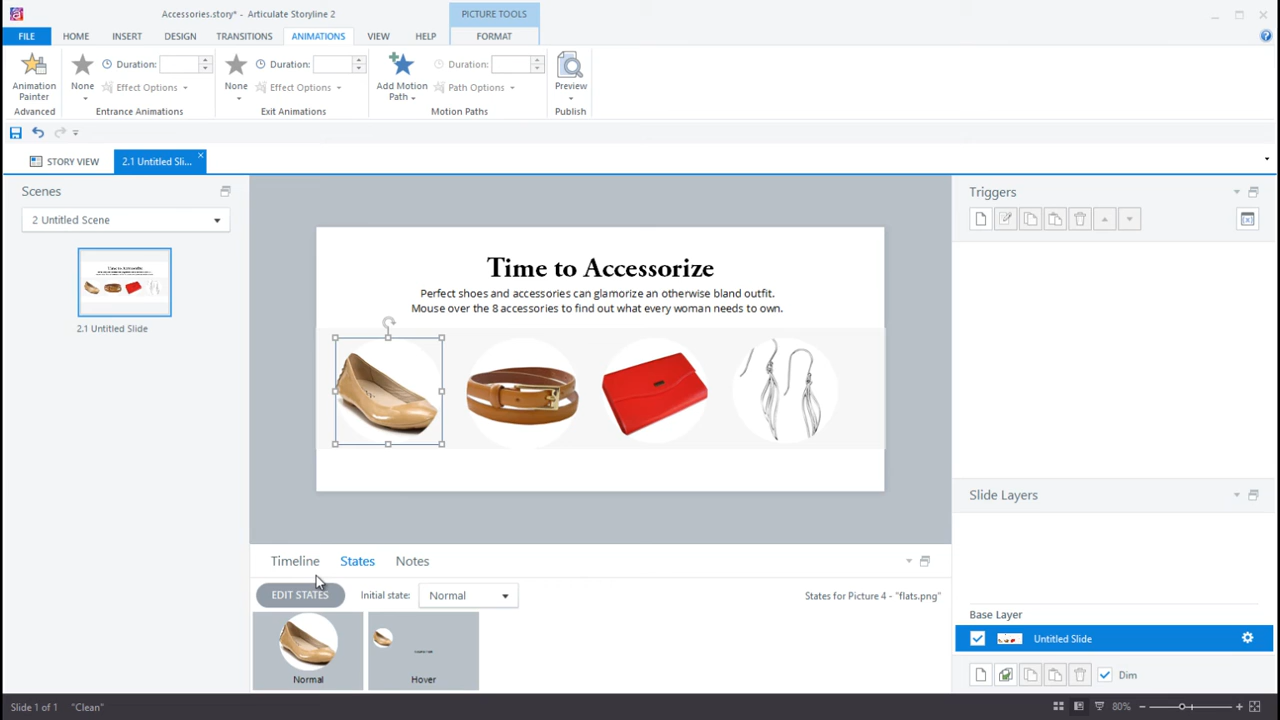 Accessories.story* - Articulate Storyline 2
PICTURE TOOLS
FILE
HOME
INSERT
DESIGN
TRANSITIONS
ANIMATIONS
VIEW
HELP
FORMAT
Animation
Painter
None
Duration:
Effect Options
None
Duration:
Effect Options
Add Motion
Path
Duration:
Path Options
Preview
Advanced
Entrance Animations
Exit Animations
Motion Paths
Publish
STORY VIEW
2.1 Untitled Sli...
Scenes
2 Untitled Scene
2.1 Untitled Slide
Time to Accessorize
Perfect shoes and accessories can glamorize an otherwise bland outfit.
Mouse over the 8 accessories to find out what every woman needs to own.
Triggers
Slide Layers
Base Layer
Untitled Slide
Dim
Timeline
States
Notes
EDIT STATES
Initial state:
Normal
States for Picture 4 - "flats.png"
Normal
Hover
Slide 1 of 1
"Clean"
80%